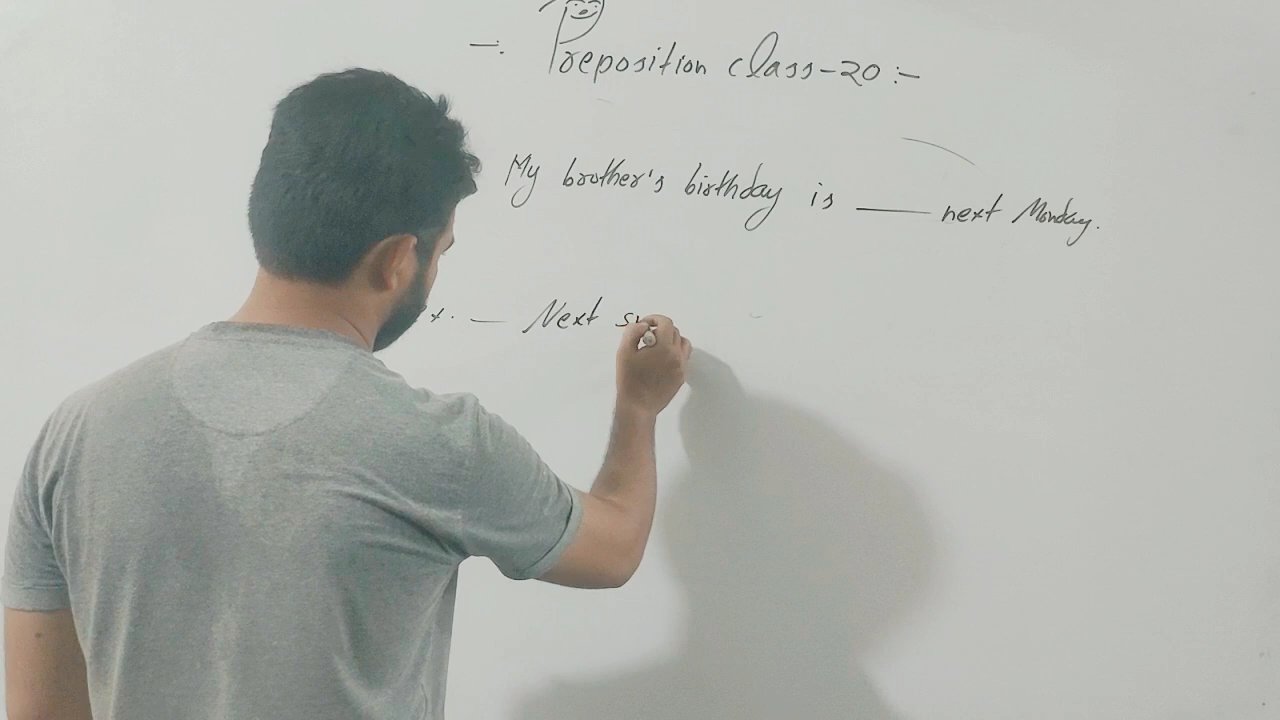 -: Preposition class-20 :-
My brother's birthday is ____ next Monday.
x. — Next